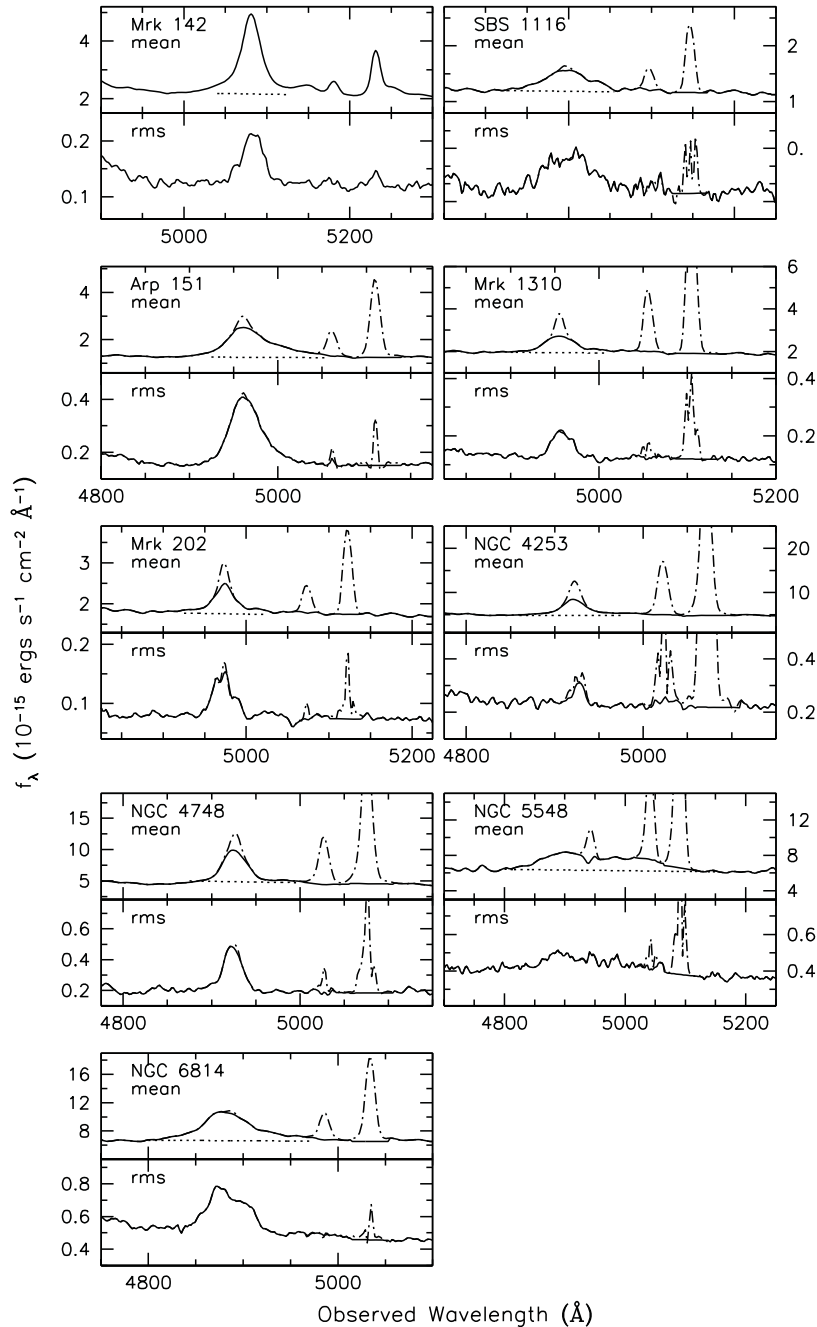 Mrk 142
mean
4
2
rms
0.2
0.1
5000
5200
SBS 1116
mean
2
1
rms
0.
Arp 151
mean
4
2
rms
0.4
0.2
4800
5000
Mrk 1310
mean
6
4
2
rms
0.4
0.2
5000
5200
Mrk 202
mean
3
2
rms
0.2
0.1
5000
5200
NGC 4253
mean
20
10
rms
0.4
0.2
4800
5000
NGC 4748
mean
15
10
5
rms
0.6
0.4
0.2
4800
5000
NGC 5548
mean
12
8
4
rms
0.6
0.4
4800
5000
5200
NGC 6814
mean
16
12
8
rms
0.8
0.6
0.4
4800
5000
fλ (10⁻¹⁵ ergs s⁻¹ cm⁻² Å⁻¹)
Observed Wavelength (Å)